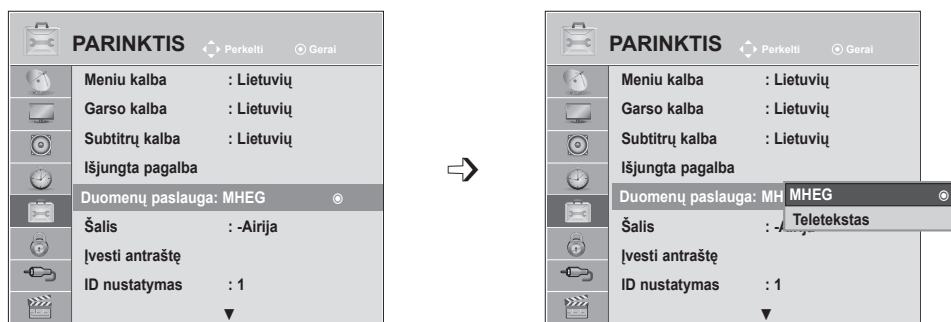 PARINKTIS Perkelti Gerai
Meniu kalba : Lietuvių
Garso kalba : Lietuvių
Subtitrų kalba : Lietuvių
Išjungta pagalba
Duomenų paslauga: MHEG
Šalis : -Airija
Įvesti antraštę
ID nustatymas : 1
PARINKTIS Perkelti Gerai
Meniu kalba : Lietuvių
Garso kalba : Lietuvių
Subtitrų kalba : Lietuvių
Išjungta pagalba
Duomenų paslauga: MH MHEG
Teletekstas
Šalis : -Airija
Įvesti antraštę
ID nustatymas : 1